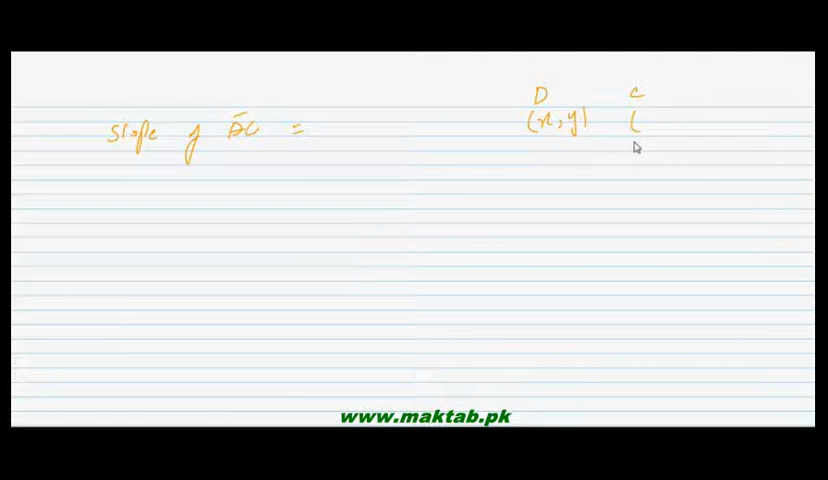 D C
slope of DC = (x, y) (
www.maktab.pk